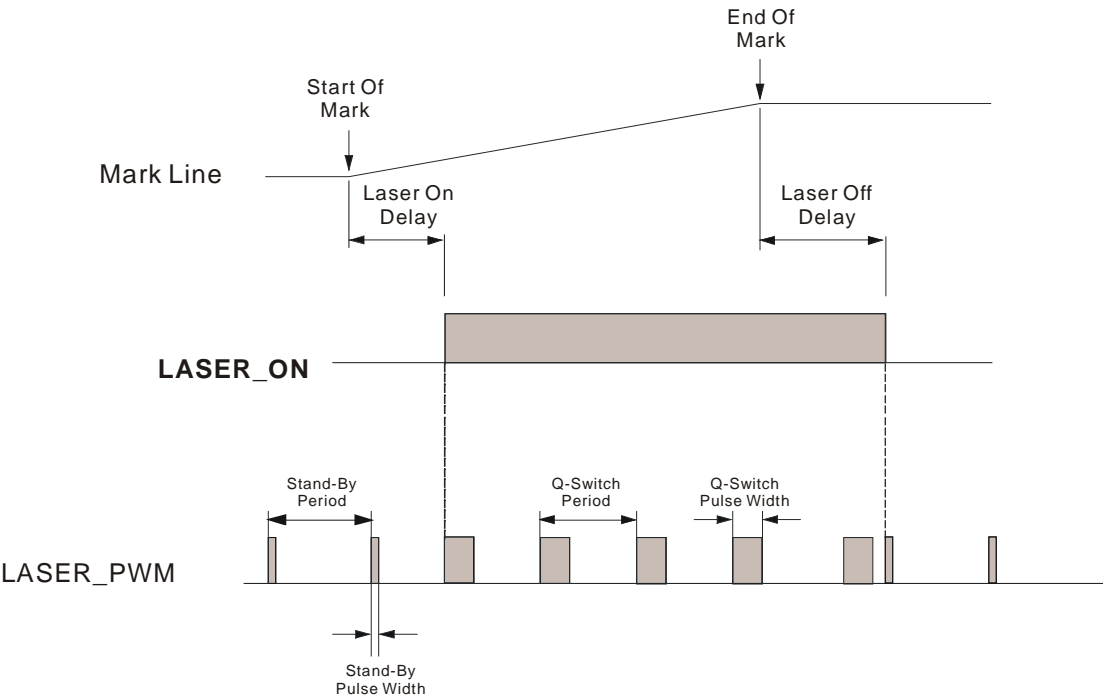 End Of
Mark
Start Of
Mark
Mark Line
Laser On
Delay
Laser Off
Delay
LASER_ON
Stand-By
Period
Q-Switch
Period
Q-Switch
Pulse Width
LASER_PWM
Stand-By
Pulse Width